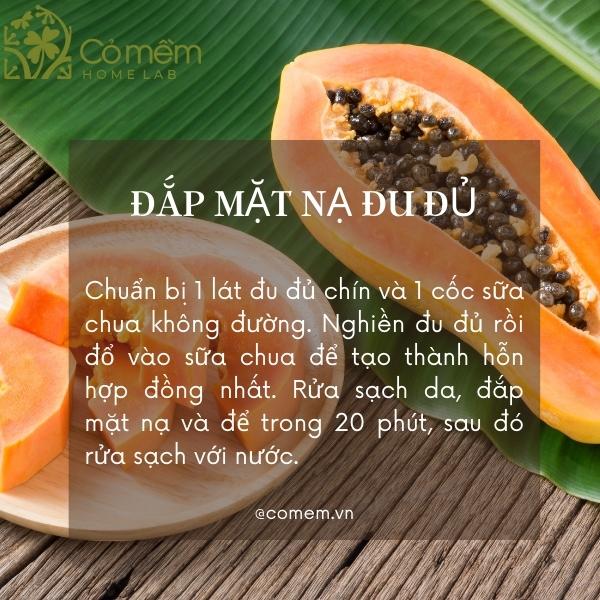 Cỏ mềm
HOME LAB
ĐẮP MẶT NẠ ĐU ĐỦ
Chuẩn bị 1 lát đu đủ chín và 1 cốc sữa
chua không đường. Nghiền đu đủ rồi
đổ vào sữa chua để tạo thành hỗn
hợp đồng nhất. Rửa sạch da, đắp
mặt nạ và để trong 20 phút, sau đó
rửa sạch với nước.
@comem.vn